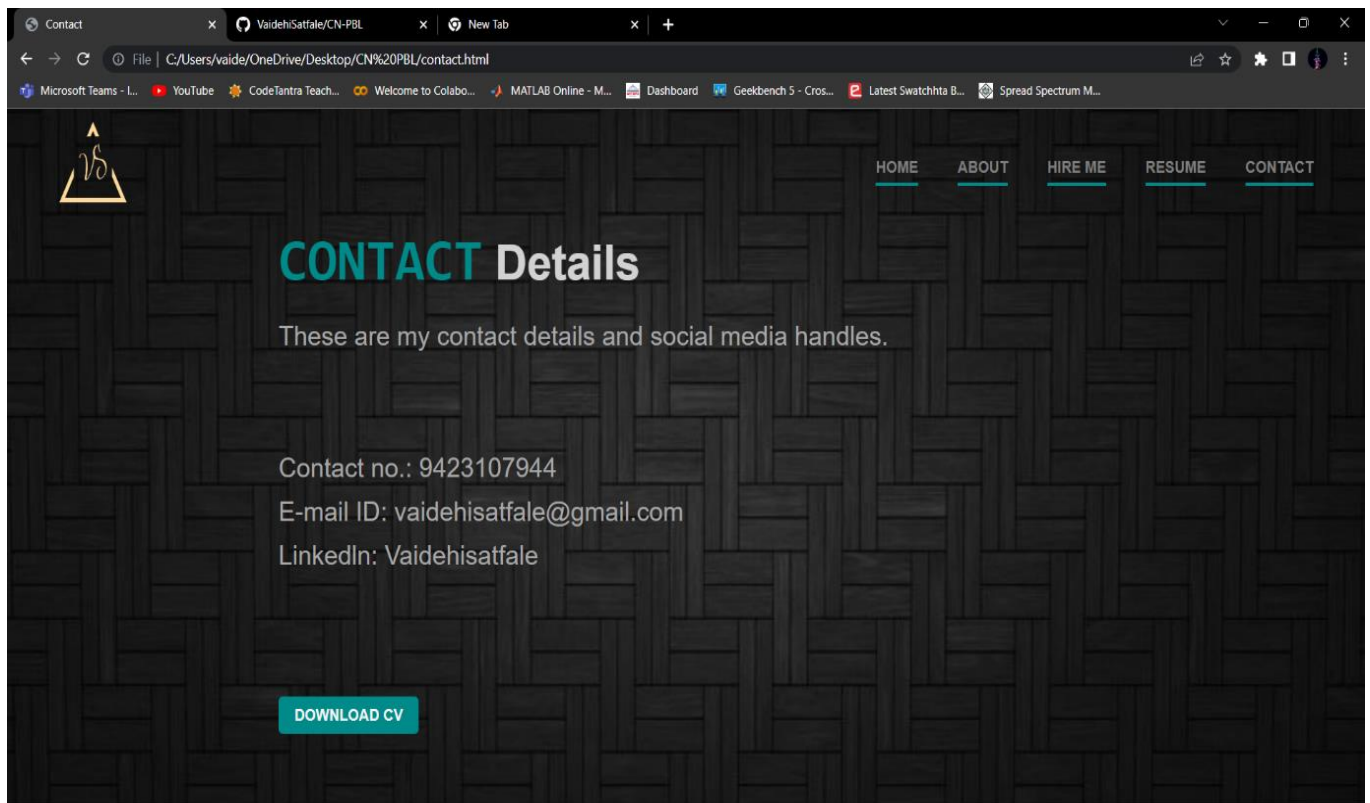 Contact
VaidehiSatfale/CN-PBL
New Tab
File | C:/Users/vaide/OneDrive/Desktop/CN%20PBL/contact.html
Microsoft Teams - l... YouTube CodeTantra Teach... Welcome to Colabo... MATLAB Online - M... Dashboard Geekbench 5 - Cros... Latest Swatchhta B... Spread Spectrum M...
VS
HOME ABOUT HIRE ME RESUME CONTACT
CONTACT Details
These are my contact details and social media handles.
Contact no.: 9423107944
E-mail ID: vaidehisatfale@gmail.com
LinkedIn: Vaidehisatfale
DOWNLOAD CV